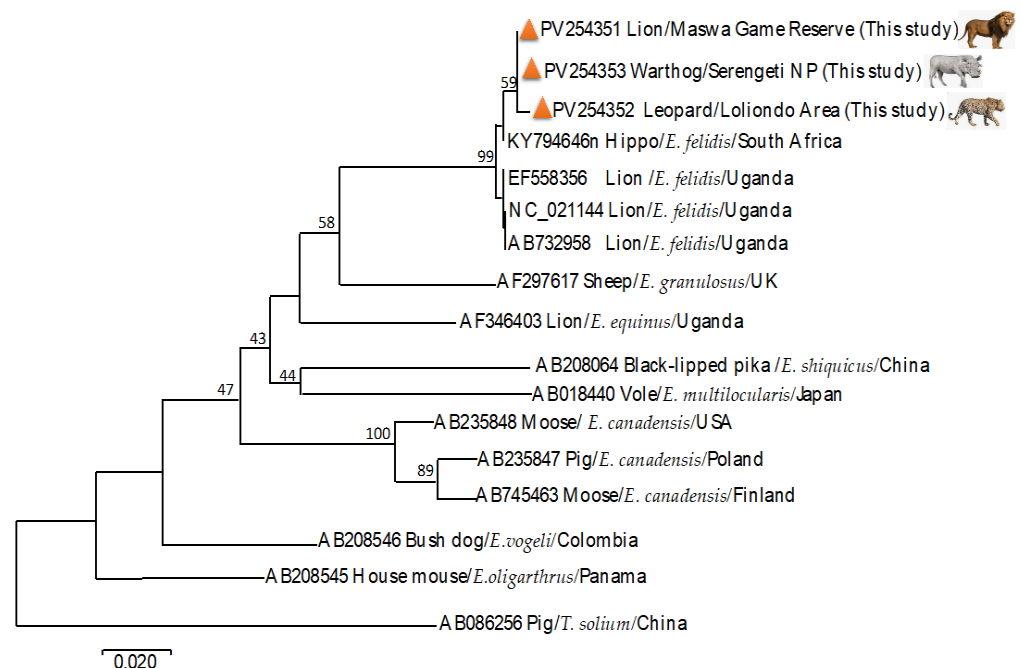 PV254351 Lion/Maswa Game Reserve (This study)
PV254353 Warthog/Serengeti NP (This study)
59
PV254352 Leopard/Loliondo Area (This study)
KY794646n Hippo/E. felidis/South Africa
99
EF558356 Lion /E. felidis/Uganda
NC_021144 Lion/E. felidis/Uganda
58
AB732958 Lion/E. felidis/Uganda
AF297617 Sheep/E. granulosus/UK
AF346403 Lion/E. equinus/Uganda
43
AB208064 Black-lipped pika /E. shiquicus/China
44
47
AB018440 Vole/E. multilocularis/Japan
AB235848 Moose/ E. canadensis/USA
100
AB235847 Pig/E. canadensis/Poland
89
AB745463 Moose/E. canadensis/Finland
AB208546 Bush dog/E.vogeli/Colombia
AB208545 House mouse/E.oligarthrus/Panama
AB086256 Pig/T. solium/China
0.020